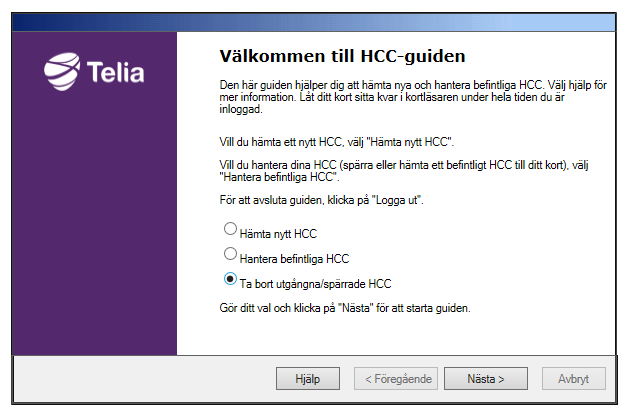 Telia
Välkommen till HCC-guiden
Den här guiden hjälper dig att hämta nya och hantera befintliga HCC. Välj hjälp för
mer information. Låt ditt kort sitta kvar i kortläsaren under hela tiden du är
inloggad.
Vill du hämta ett nytt HCC, välj "Hämta nytt HCC".
Vill du hantera dina HCC (spärra eller hämta ett befintligt HCC till ditt kort), välj
"Hantera befintliga HCC".
För att avsluta guiden, klicka på "Logga ut".
Hämta nytt HCC
Hantera befintliga HCC
Ta bort utgångna/spärrade HCC
Gör ditt val och klicka på "Nästa" för att starta guiden.
Hjälp < Föregående Nästa > Avbryt